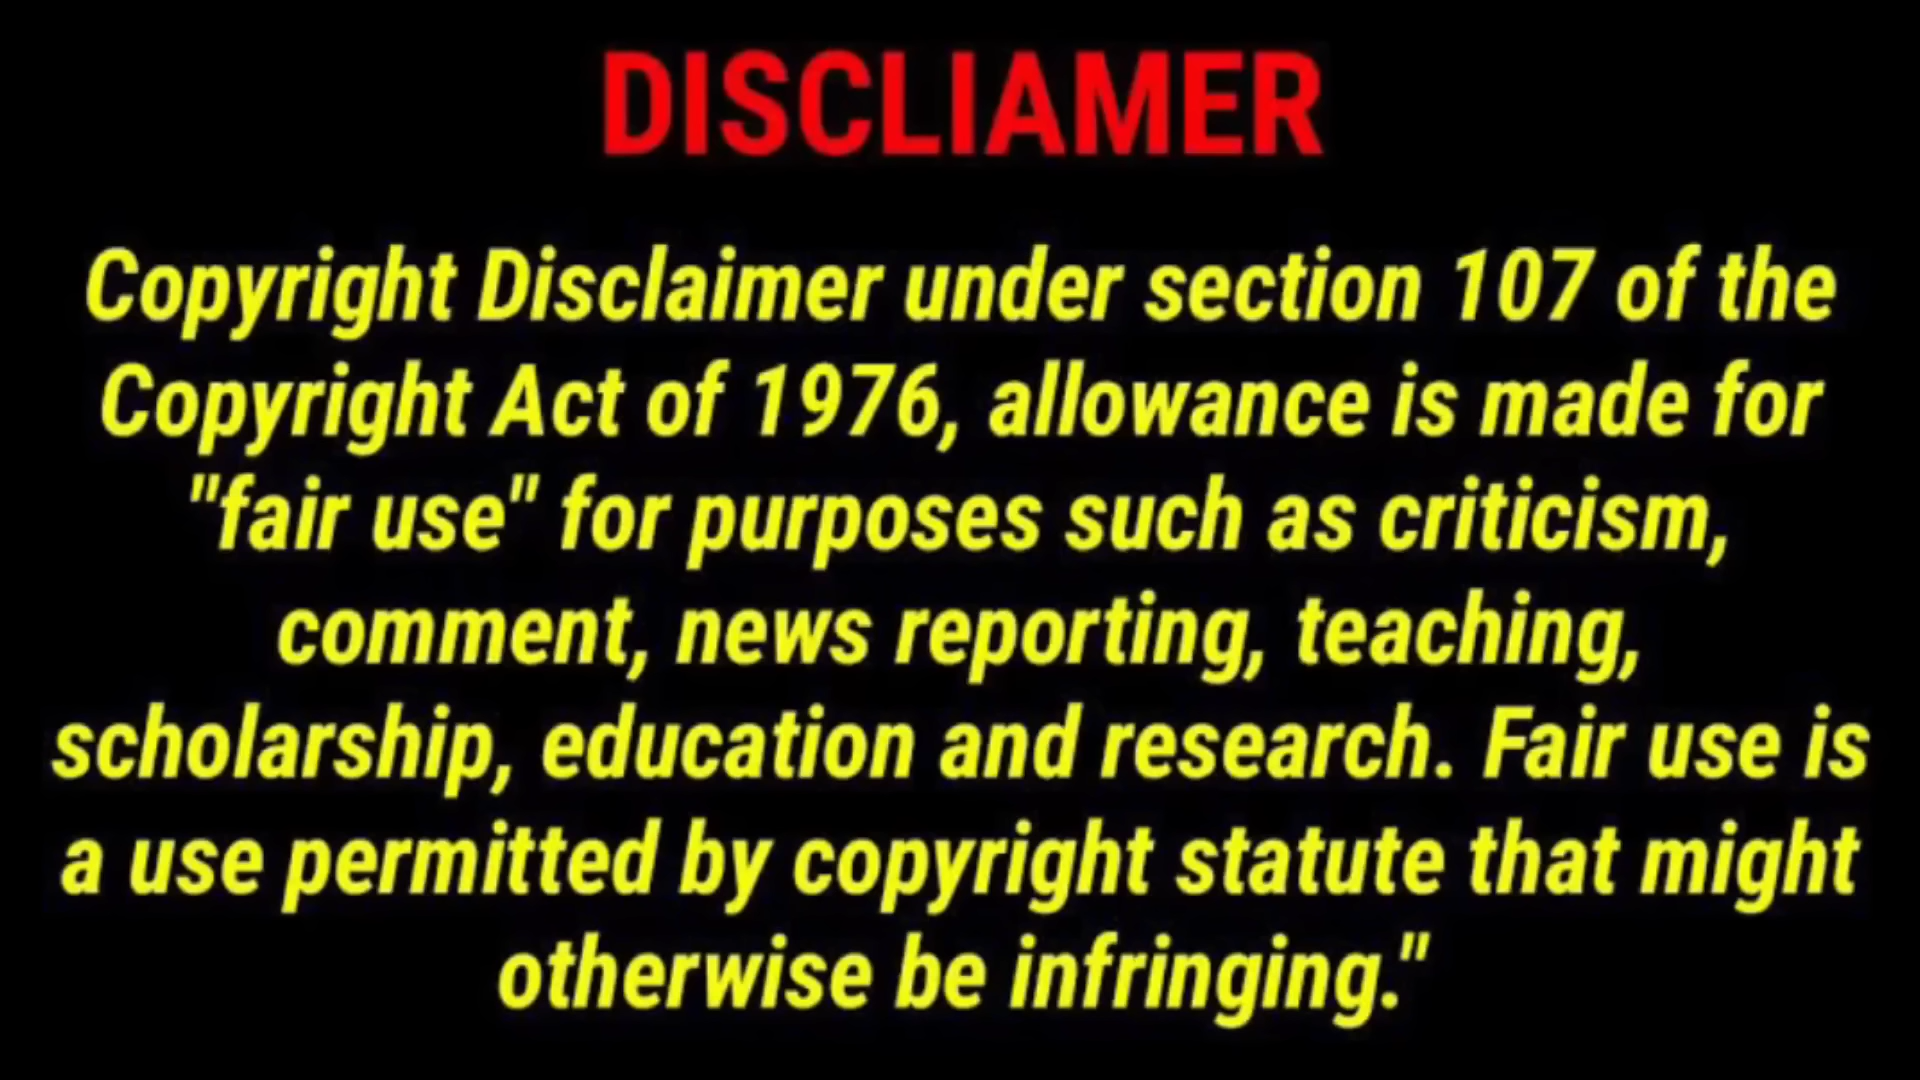 DISCLIAMER
Copyright Disclaimer under section 107 of the
Copyright Act of 1976, allowance is made for
"fair use" for purposes such as criticism,
comment, news reporting, teaching,
scholarship, education and research. Fair use is
a use permitted by copyright statute that might
otherwise be infringing."